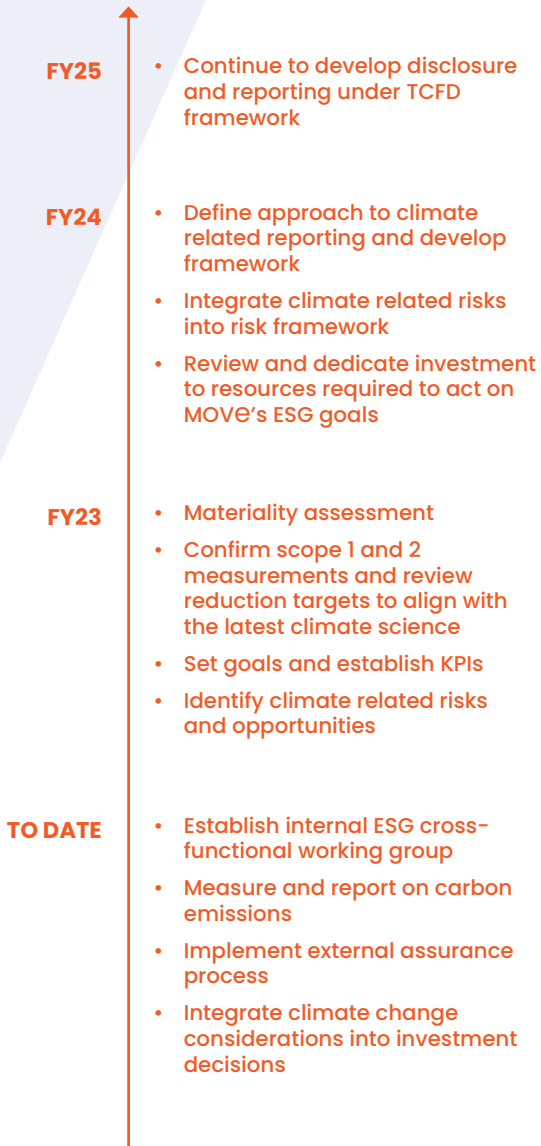 FY25
• Continue to develop disclosure
and reporting under TCFD
framework
FY24
• Define approach to climate
related reporting and develop
framework
• Integrate climate related risks
into risk framework
• Review and dedicate investment
to resources required to act on
MOVe's ESG goals
FY23
• Materiality assessment
• Confirm scope 1 and 2
measurements and review
reduction targets to align with
the latest climate science
• Set goals and establish KPIs
• Identify climate related risks
and opportunities
TO DATE
• Establish internal ESG cross-
functional working group
• Measure and report on carbon
emissions
• Implement external assurance
process
• Integrate climate change
considerations into investment
decisions